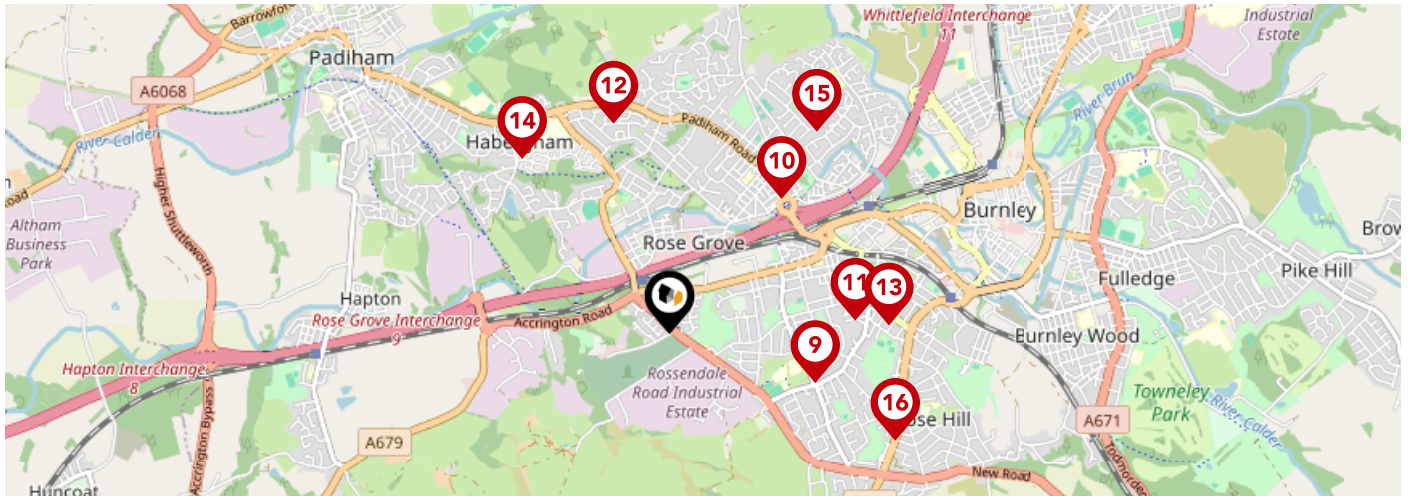 Barrowford
Whittlefield Interchange
11
Industrial
Estate
Padiham
A6068
12
15
River Calder
14
Padiham Road
River Brun
10
Higher Shuttleworth
Road
Altham
Business
Park
Burnley
Rose Grove
Brow
Pike Hill
Fulledge
11
13
Hapton
Rose Grove Interchange
9
Accrington Road
Burnley Wood
9
Hapton Interchange
8
Rossendale
Road Industrial
Estate
Towneley
Park
River Calder
16
ose Hill
A679
A671
Accrington Bypass
New Road
Todmorden
Huncoat